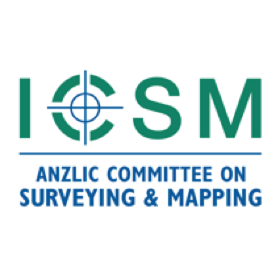 ICSM
ANZLIC COMMITTEE ON
SURVEYING & MAPPING